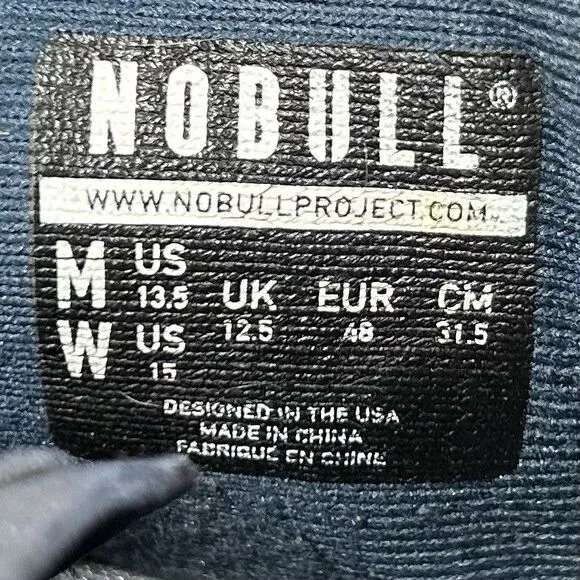 NOBULL®
WWW.NOBULLPROJECT.COM
M US 13.5 UK 12.5 EUR 48 CM 31.5
W US 15
DESIGNED IN THE USA
MADE IN CHINA
FABRIQUE EN CHINE